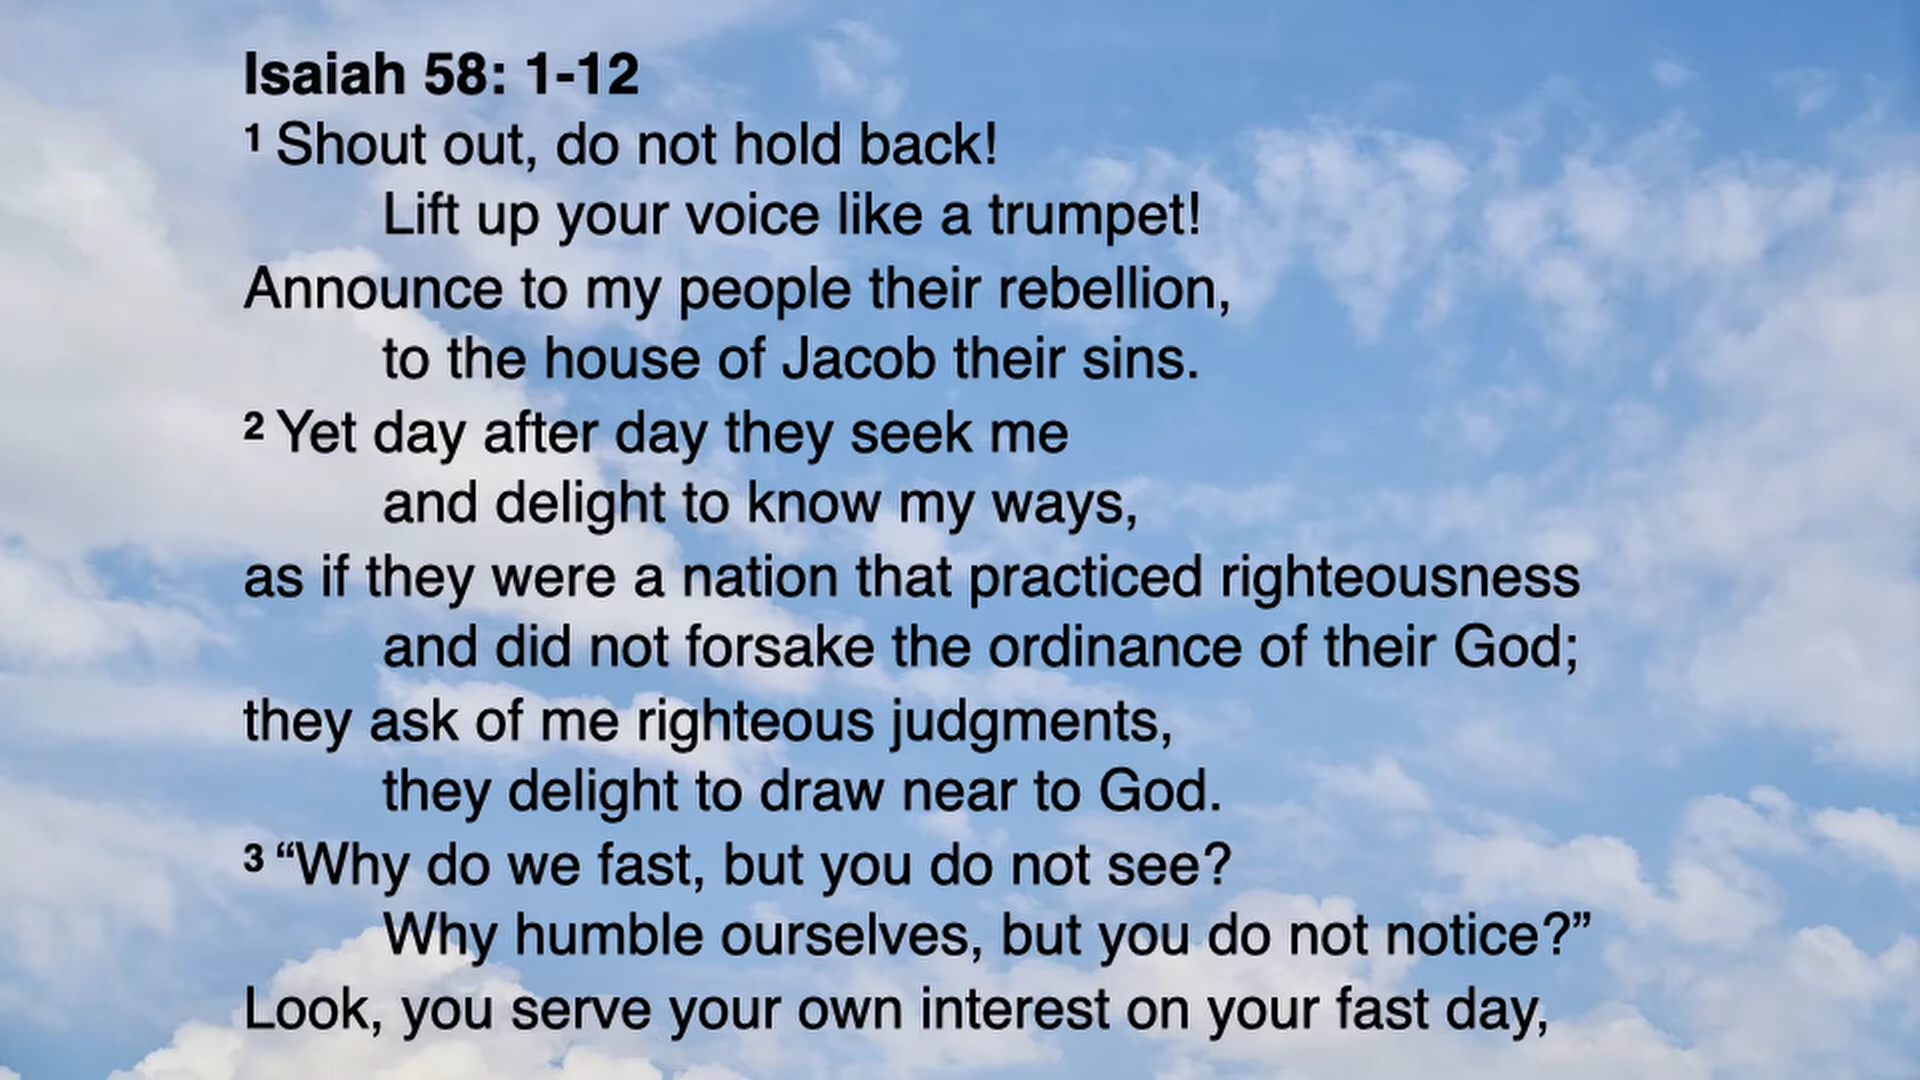 Isaiah 58: 1-12
1 Shout out, do not hold back!
Lift up your voice like a trumpet!
Announce to my people their rebellion,
to the house of Jacob their sins.
2 Yet day after day they seek me
and delight to know my ways,
as if they were a nation that practiced righteousness
and did not forsake the ordinance of their God;
they ask of me righteous judgments,
they delight to draw near to God.
3 “Why do we fast, but you do not see?
Why humble ourselves, but you do not notice?”
Look, you serve your own interest on your fast day,